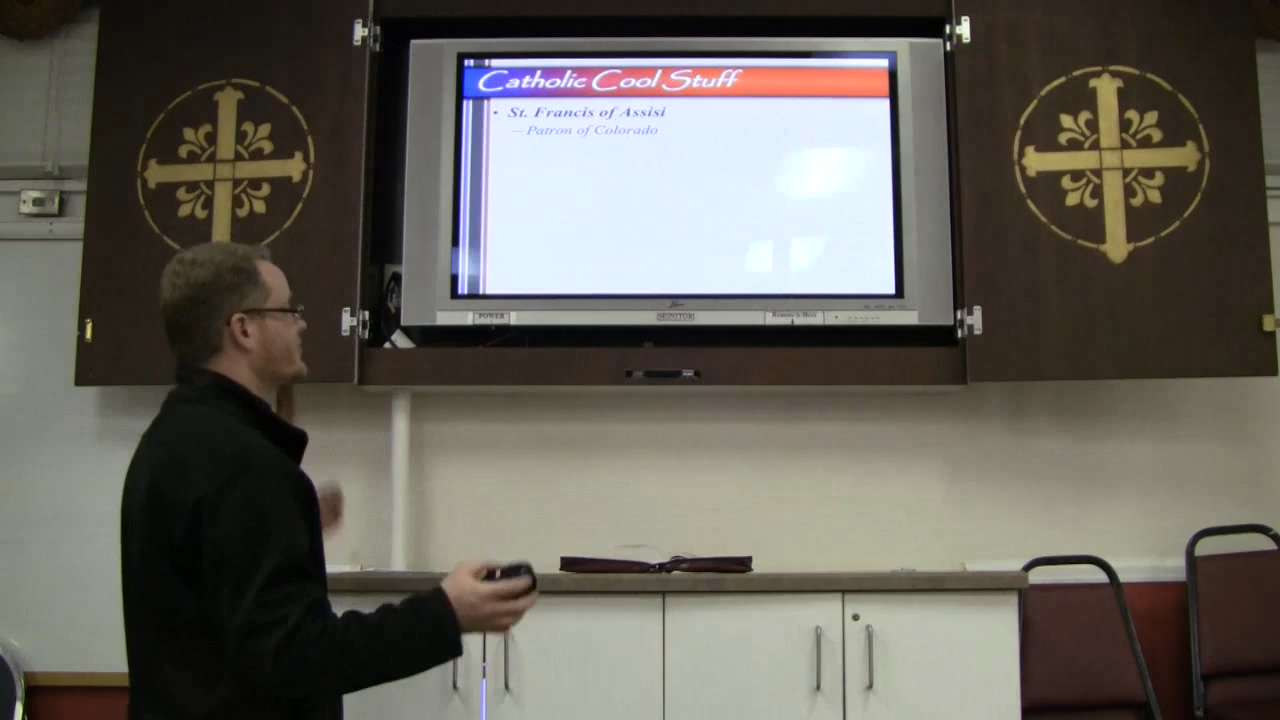 Catholic Cool Stuff
• St. Francis of Assisi
– Patron of Colorado
POWER
MONITOR